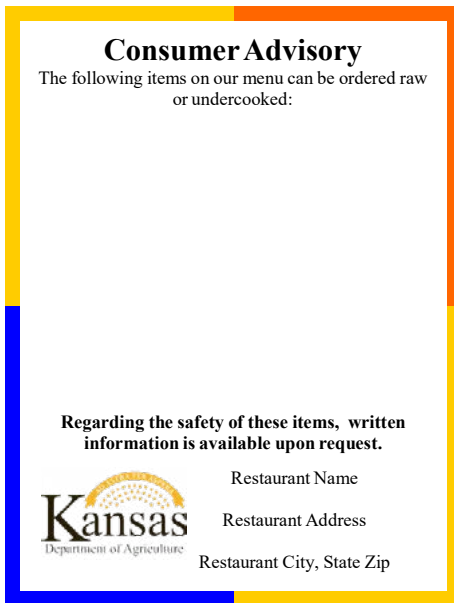 Consumer Advisory
The following items on our menu can be ordered raw
or undercooked:
Regarding the safety of these items, written
information is available upon request.
Kansas
Department of Agriculture
Restaurant Name
Restaurant Address
Restaurant City, State Zip